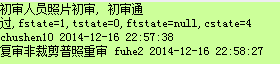 初审人员照片初审，初审通
过,fstate=1,tstate=0,ftstate=null,cstate=4
chushen10 2014-12-16 22:57:38
复审非裁剪普照重审 fuhe2 2014-12-16 22:58:27